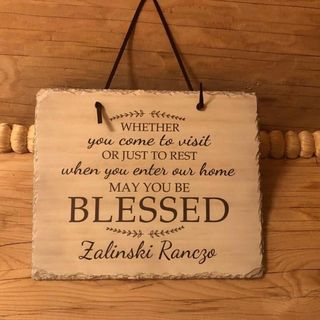 WHETHER
you come to visit
OR JUST TO REST
when you enter our home
MAY YOU BE
BLESSED
Zalinski Ranczo